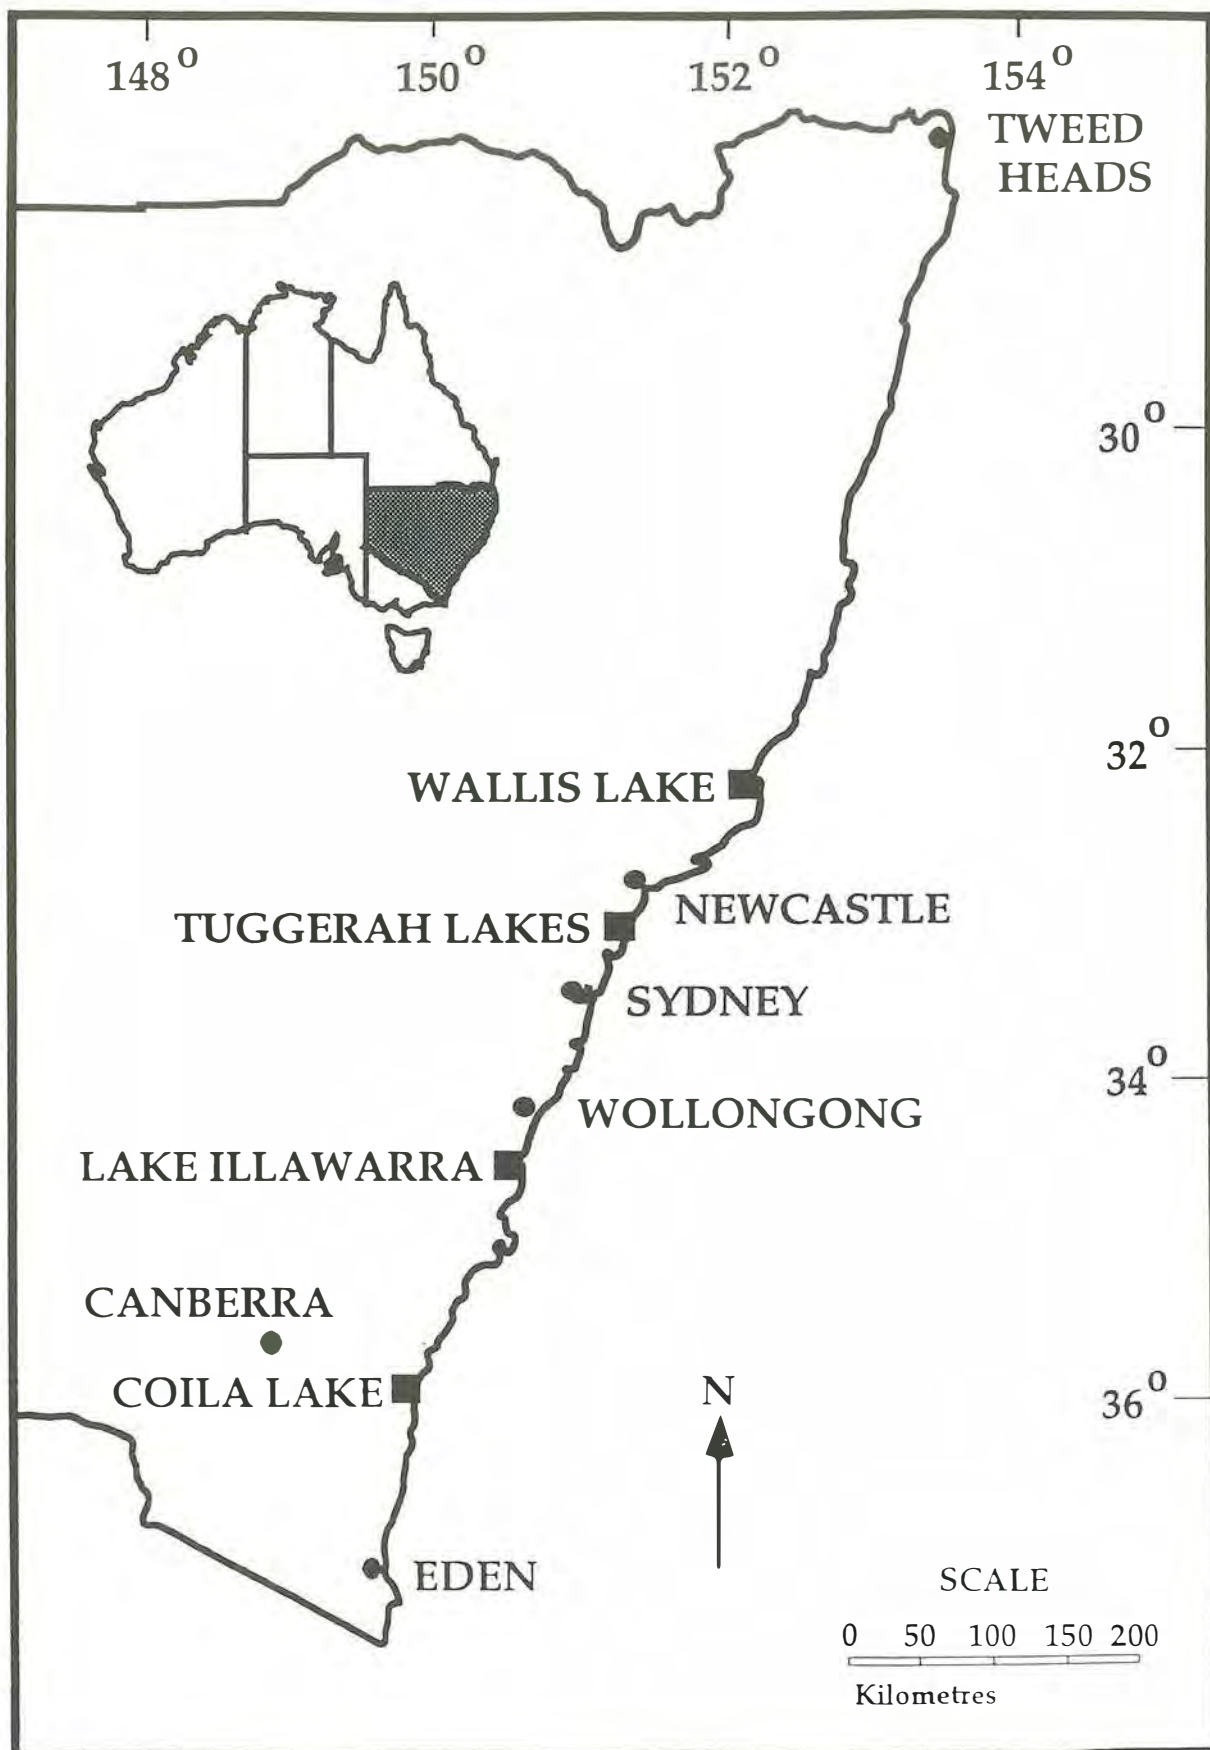 148°
150°
152°
154°
TWEED
HEADS
30°
32°
WALLIS LAKE
NEWCASTLE
TUGGERAH LAKES
SYDNEY
34°
WOLLONGONG
LAKE ILLAWARRA
CANBERRA
COILA LAKE
N
36°
EDEN
SCALE
0 50 100 150 200
Kilometres